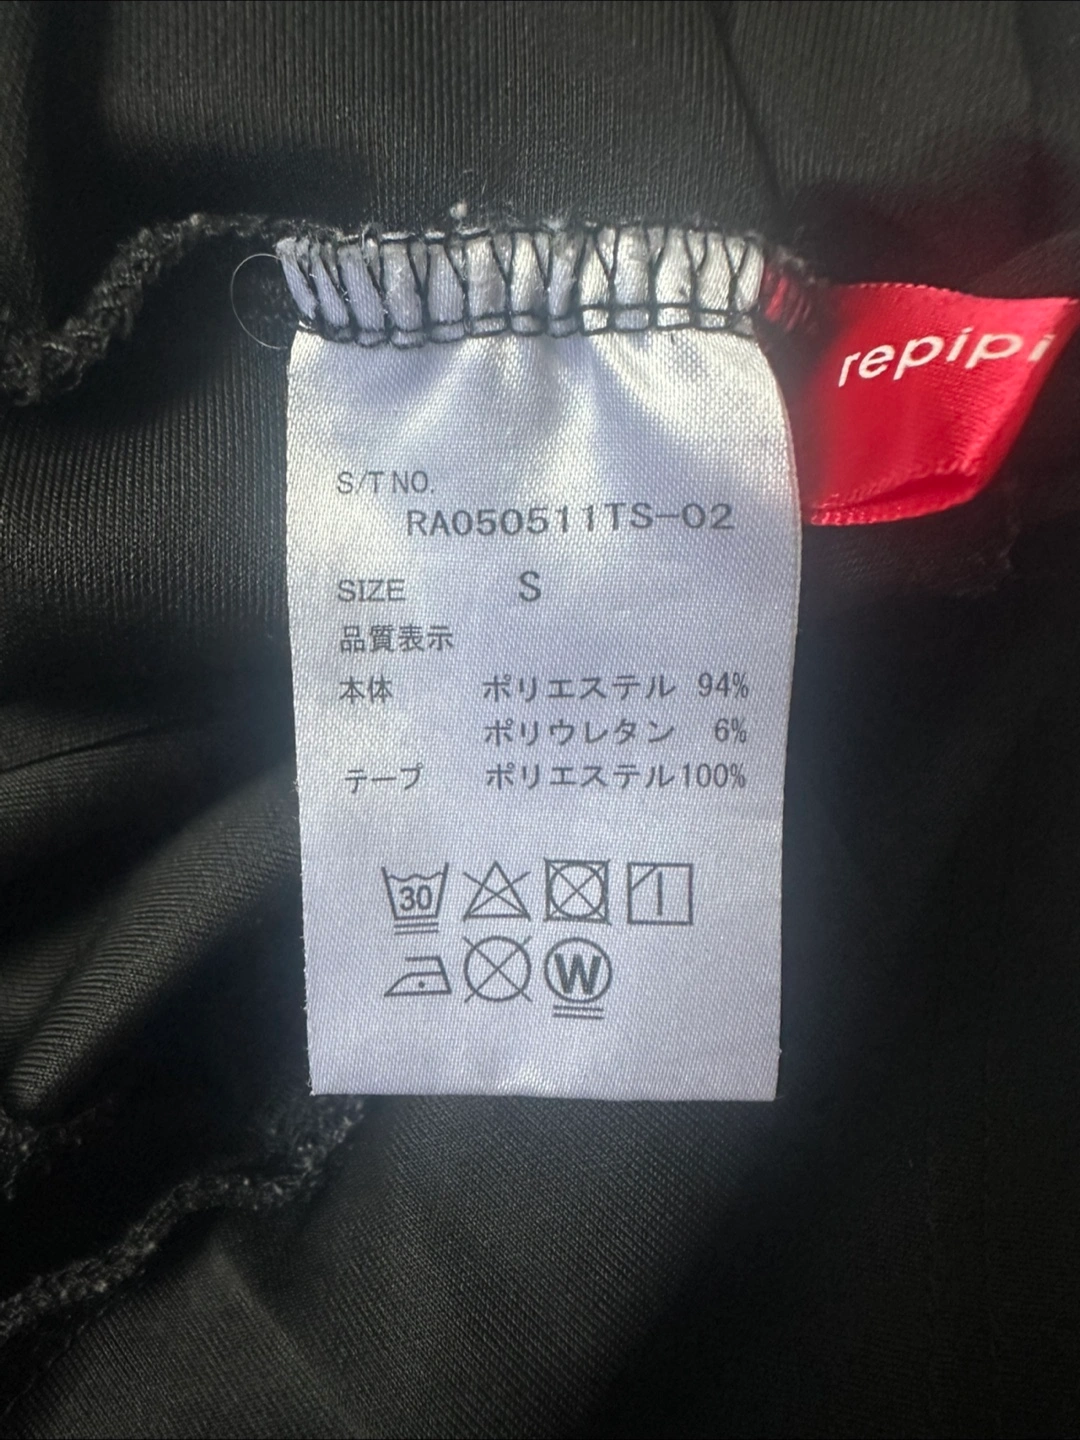 repipi
S/T NO.
RA050511TS-02
SIZE S
品質表示
本体 ポリエステル 94%
ポリウレタン 6%
テープ ポリエステル100%
30
W